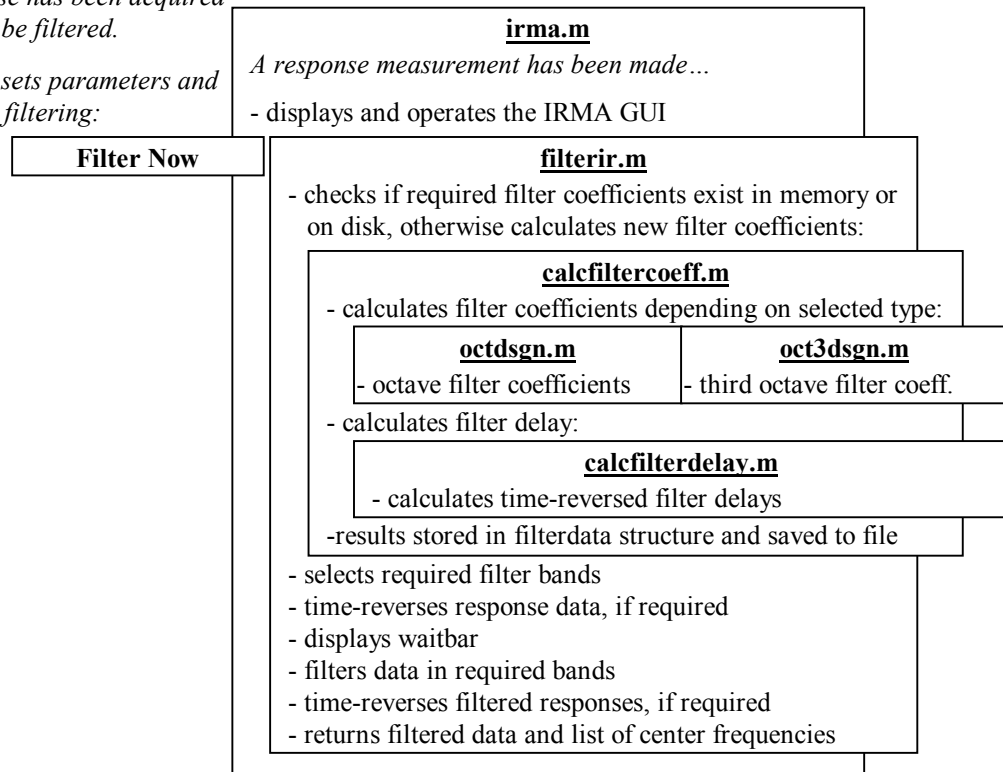 se has been acquired
be filtered.
sets parameters and
filtering:
Filter Now
irma.m
A response measurement has been made…
- displays and operates the IRMA GUI
filterir.m
- checks if required filter coefficients exist in memory or
on disk, otherwise calculates new filter coefficients:
calcfiltercoeff.m
- calculates filter coefficients depending on selected type:
octdsgn.m
- octave filter coefficients
oct3dsgn.m
- third octave filter coeff.
- calculates filter delay:
calcfilterdelay.m
- calculates time-reversed filter delays
-results stored in filterdata structure and saved to file
- selects required filter bands
- time-reverses response data, if required
- displays waitbar
- filters data in required bands
- time-reverses filtered responses, if required
- returns filtered data and list of center frequencies